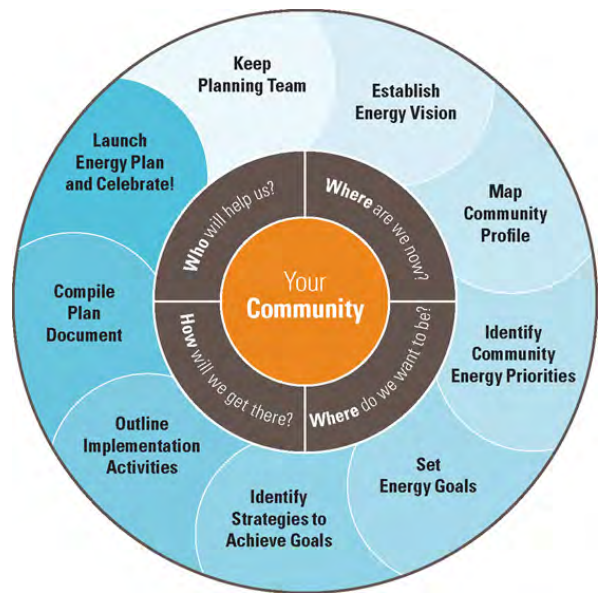 Keep
Planning Team
Establish
Energy Vision
Map
Community
Profile
Identify
Community
Energy Priorities
Set
Energy Goals
Identify
Strategies to
Achieve Goals
Outline
Implementation
Activities
Compile
Plan
Document
Launch
Energy Plan
and Celebrate!
Who will help us?
Where are we now?
Where do we want to be?
How will we get there?
Your
Community